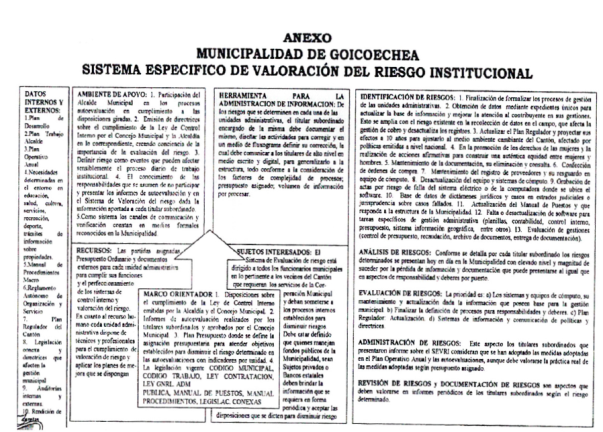 ANEXO
MUNICIPALIDAD DE GOICOECHEA
SISTEMA ESPECIFICO DE VALORACIÓN DEL RIESGO INSTITUCIONAL
DATOS
INTERNOS Y
EXTERNOS:
1.Plan de
Desarrollo
2.Plan Trabajo
Alcalde
3. Plan
Operativo
Anual
4.Necesidades
determinadas en
el entorno en
educación,
salud, cultura,
servicios,
recreación,
deporte,
trámites de
información
sobre
propiedades
5.Manual de
Procedimientos
Macro
6.Reglamento
Autónomo de
Organización y
Servicio
7. Plan
Regulador del
Cantón
8. Legislación
conexa y
directrices que
afecten la
gestión
municipal
9. Auditorías
internas y
externas.
10. Rendición de
cuentas.
AMBIENTE DE APOYO: 1. Participación del
Alcalde Municipal en los procesos
autoevaluación en cumplimiento a las
disposiciones giradas. 2. Emisión de directrices
sobre el cumplimiento de la Ley de Control
Interno por el Concejo Municipal y la Alcaldía
en lo correspondiente, creando conciencia de la
importancia de evaluación del riesgo. 3.
Definir riesgo como eventos que pueden afectar
sensiblemente el proceso diario de trabajo
institucional. 4. El conocimiento de las
responsabilidades que se asumen de no participar
y presentar los informes de autoevaluación y en
el Sistema de Valoración del riesgo dada la
información aportada a cada titular subordinado.
5.Como sistema los canales de comunicación y
verificación constan en medios formales
reconocidos en la Municipalidad
RECURSOS: Las partidas asignadas,
Presupuesto Ordinario y documentos
externos para cada unidad administrativa
para cumplir sus funciones
y el perfeccionamiento
de los sistemas de
control interno y
valoración del riesgo.
En cuanto al recurso hu-
mano cada unidad admi-
nistrativa dispone de
técnicos y profesionales
para el cumplimiento de
valoración de riesgo y
aplicar los planes de me-
jora que se dispongan
HERRAMIENTA PARA LA
ADMINISTRACION DE INFORMACION: De
los riesgos que se determinen en cada una de las
unidades administrativas, el titular subordinado
encargado de la misma debe documentar el
mismo, diseñar las actividades para corregir y en
un medio de fluxograma definir su corrección, la
cual debe comunicar a los titulares de sido nivel en
medio escrito y digital, para generalizarlo a la
estructura, todo conforme a la consideración de
los factores de complejidad de procesos,
presupuesto asignado, volumen de información
por procesar.
SUJETOS INTERESADOS: El
Sistema de Evaluación de riesgo está
dirigido a todos los funcionarios municipales
en lo pertinente a los vecinos del Cantón
que requieran los servicios de la Cor-
poración Municipal y
y deban someterse a
los procesos internos
establecidos para
disminuir riesgos
Debe usar definido
que quienes manejan
fondos públicos de la
Municipalidad, sean
Sujetos privados o
Bancos estatales
deben brindar la
información que se
requiera en forma
periódica y aceptar las
disposiciones que se dicten para disminuir riesgo
MARCO ORIENTADOR 1. Disposiciones sobre
el cumplimiento de la Ley de Control Interno
emitidas por la Alcaldía y el Concejo Municipal. 2.
Informes de autoevaluación realizados por los
titulares subordinados y aprobados por el Concejo
Municipal 3. Plan Presupuesto donde se define la
asignación presupuestaria para atender objetivos
establecidos para disminuir el riesgo determinado en
las autoevaluaciones con indicadores por unidad. 4.
La legislación vigente CODIGO MUNICIPAL,
CODIGO TRABAJO, LEY CONTRATACION,
LEY GNRL ADM
PUBLICA, MANUAL DE PUESTOS, MANUAL
PROCEDIMIENTOS, LEGISLAC. CONEXAS
IDENTIFICACIÓN DE RIESGOS: 1. Finalización de formalizar los procesos de gestión
de las unidades administrativas. 2. Obtención de datos mediante expedientes únicos para
actualizar la base de información y mejorar la atención al contribuyente en sus gestiones.
Esto se amplía con el riesgo existente en la recolección de datos en el campo, que afecta la
gestión de cobro y desactualiza los registros. 3. Actualizar el Plan Regulador y proyectar sus
efectos a 10 años para ajustarlo al medio ambiente cambiante del Cantón, afectado por
políticas emitidas a nivel nacional. 4. En la promoción de los derechos de las mujeres y la
realización de acciones afirmativas para construir una auténtica equidad entre mujeres y
hombres. 5. Mantenimiento de la documentación, su eliminación y consulta. 6. Confección
de órdenes de compra 7. Mantenimiento del registro de proveedores y su resguardo en
equipo de cómputo. 8. Desactualización del equipo y sistemas de cómputo. 9. Grabación de
actas por riesgo de falla del sistema eléctrico o de la computadora donde se ubica el
software. 10. Base de datos de dictámenes jurídicos y casos en estrados judiciales o
jurisprudencia sobre casos fallados. 11. Actualización del Manual de Puestos y que
responda a la estructura de la Municipalidad. 12. Falta o desactualización de software para
tareas específicas de gestión administrativa (planillas, contabilidad, control interno,
presupuesto, sistema información geográfica, entre otros) 13. Evaluación de gestiones
(control de presupuesto, recaudación, archivo de documentos, entrega de documentación).
ANÁLISIS DE RIESGOS: Conforme se detalla por cada titular subordinado los riesgos
determinados se presentan hoy en día en la Municipalidad con elevado nivel y magnitud de
suceder por la pérdida de información y documentación que puede presentarse al igual que
en aspectos de responsabilidades y deberes por puesto.
EVALUACIÓN DE RIESGOS: La prioridad es: a) Los sistemas y equipos de cómputo, su
mantenimiento y actualización dada la información que poseen base para la gestión
municipal. b) Finalizar la definición de procesos para responsabilidades y deberes. c) Plan
Regulador Actualización. d) Sistemas de información y comunicación de políticas y
directrices.
ADMINISTRACIÓN DE RIESGOS: Este aspecto los titulares subordinados que
presentaron informe sobre el SEVRI consideran que se han adoptado las medidas adoptadas
en el Plan Operativo Anual y las autoevaluaciones, aunque debe valorarse la práctica real de
las medidas adoptadas según presupuesto asignado.
REVISIÓN DE RIESGOS y DOCUMENTACIÓN DE RIESGOS son aspectos que
deben valorarse en informes periódicos de los titulares subordinados según el riesgo
determinado.